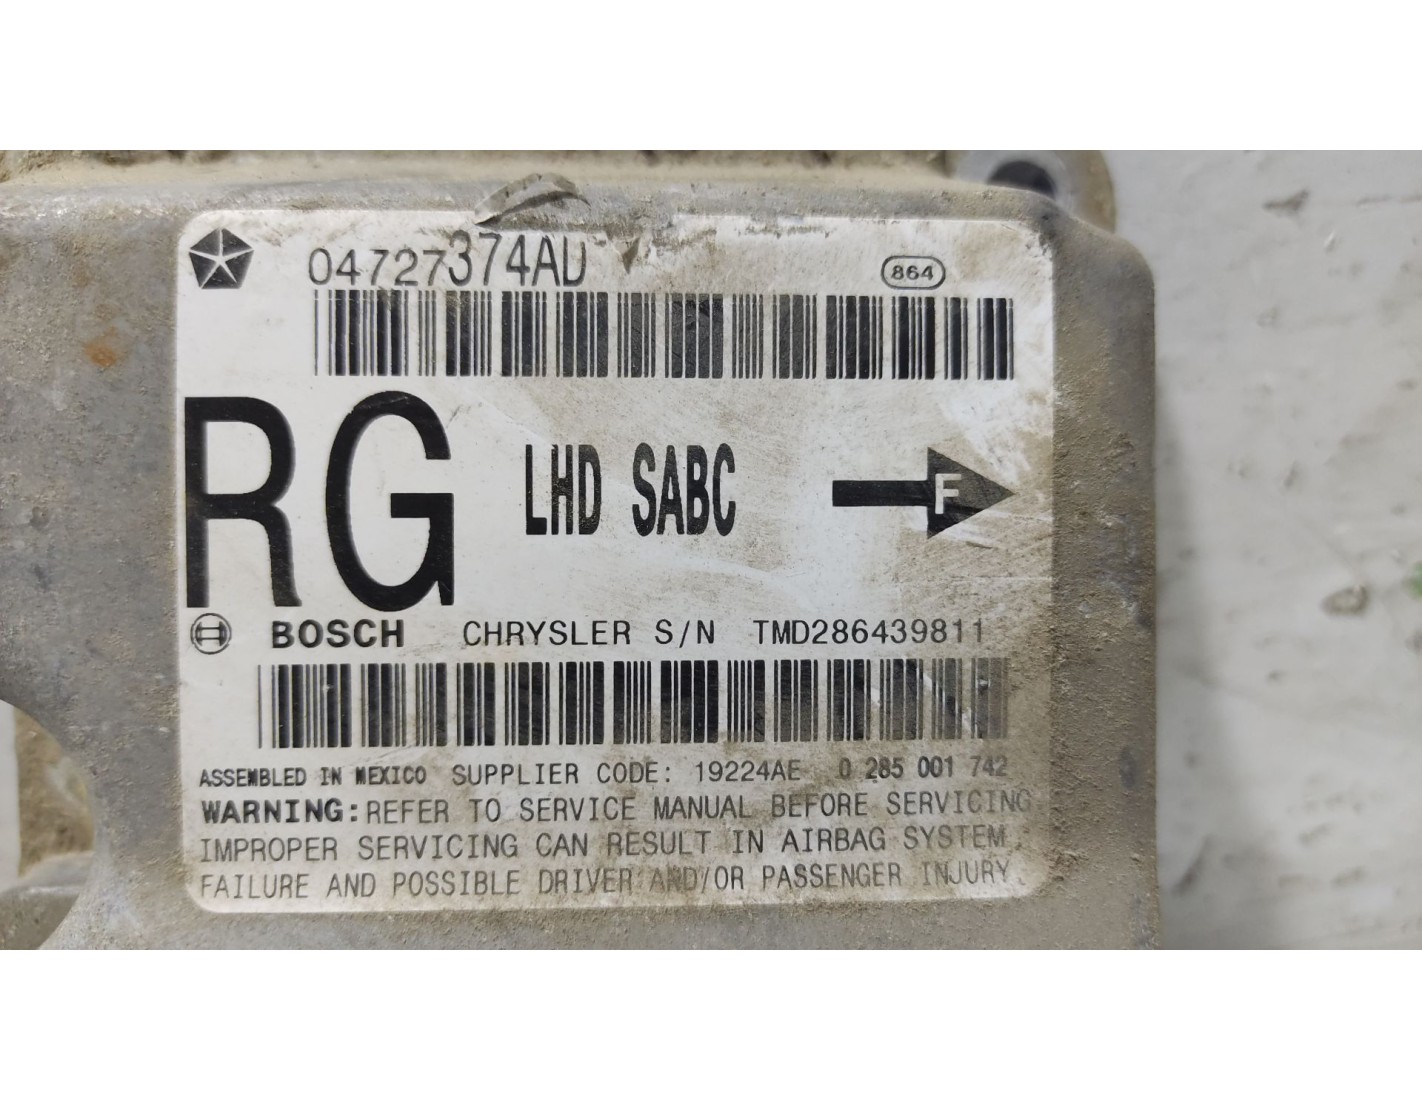 04727374AD
864
RG LHD SABC F
BOSCH CHRYSLER S/N TMD286439811
ASSEMBLED IN MEXICO SUPPLIER CODE: 19224AE 0 285 001 742
WARNING: REFER TO SERVICE MANUAL BEFORE SERVICING
IMPROPER SERVICING CAN RESULT IN AIRBAG SYSTEM.
FAILURE AND POSSIBLE DRIVER AND/OR PASSENGER INJURY.